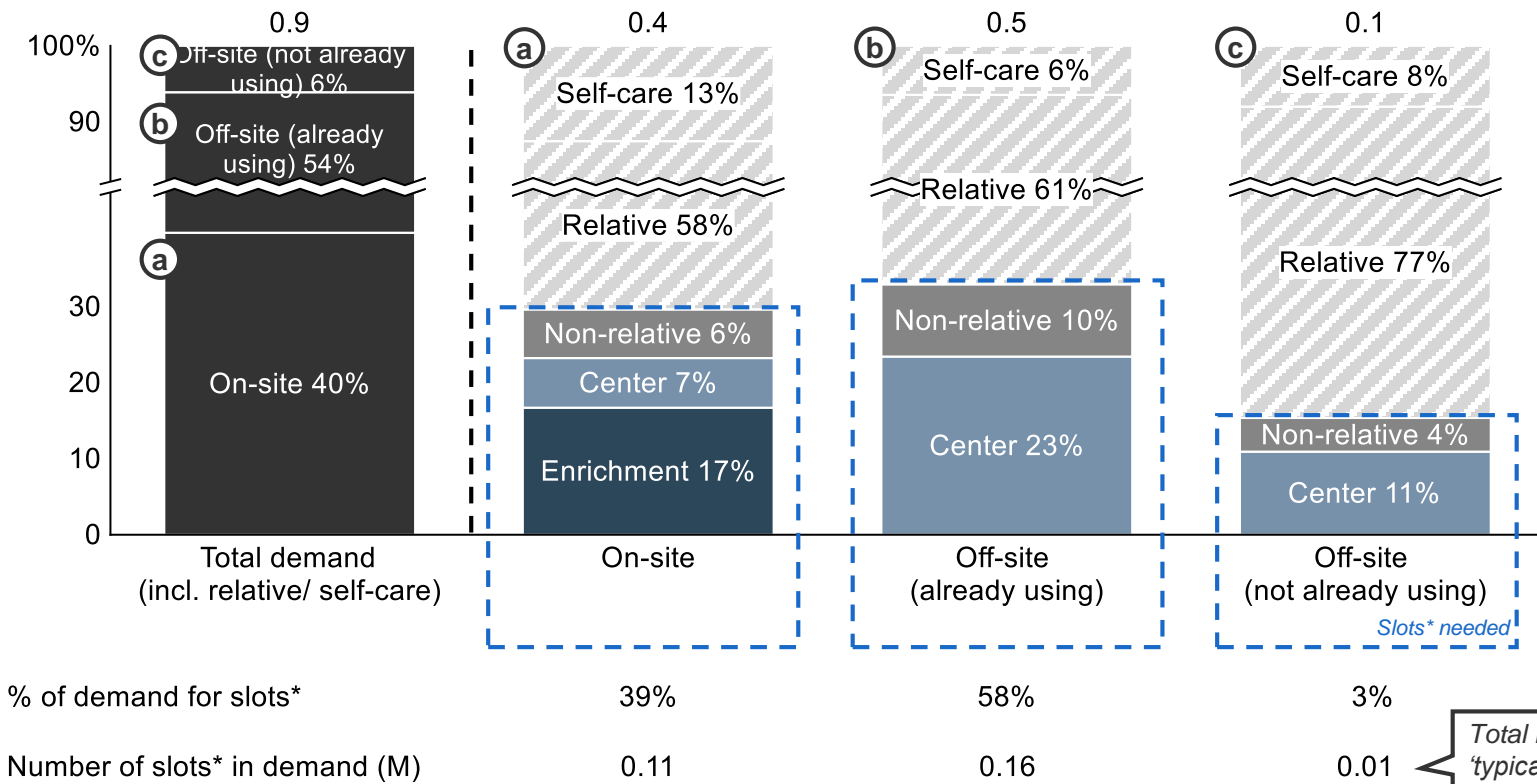 0.9
0.4
0.5
0.1
100%
90
30
20
10
0
c
Off-site (not already
using) 6%
b
Off-site (already
using) 54%
a
On-site 40%
a
Self-care 13%
Relative 58%
Non-relative 6%
Center 7%
Enrichment 17%
b
Self-care 6%
Relative 61%
Non-relative 10%
Center 23%
c
Self-care 8%
Relative 77%
Non-relative 4%
Center 11%
Total demand
(incl. relative/ self-care)
On-site
Off-site
(already using)
Off-site
(not already using)
Slots* needed
% of demand for slots* 39% 58% 3%
Number of slots* in demand (M) 0.11 0.16 0.01
Total
'typica